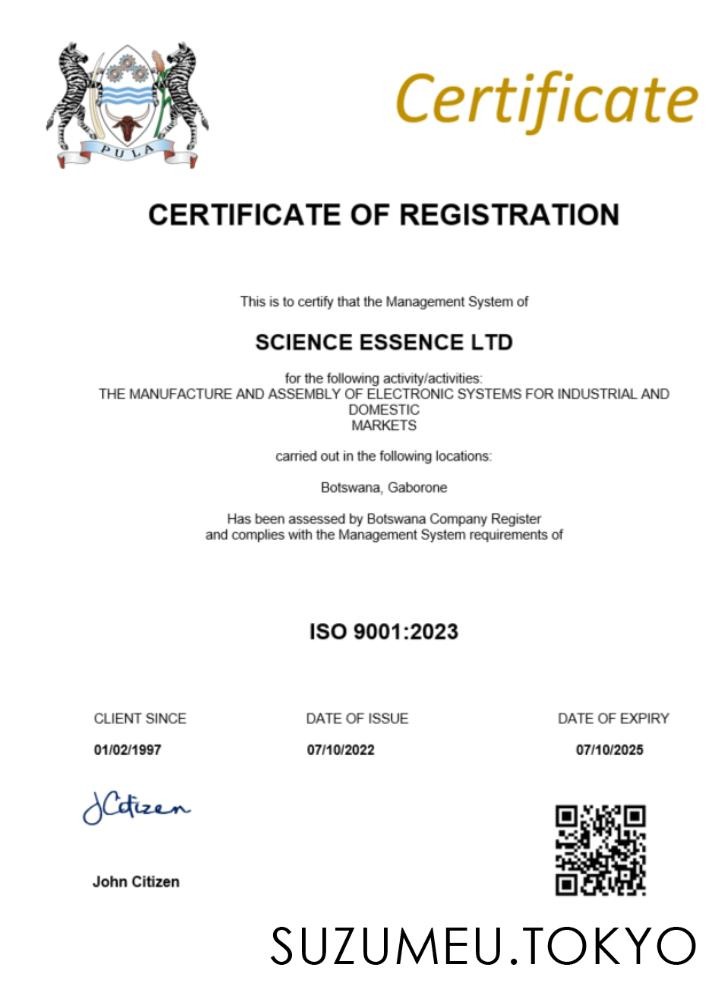 Certificate
PULA
CERTIFICATE OF REGISTRATION
This is to certify that the Management System of
SCIENCE ESSENCE LTD
for the following activity/activities:
THE MANUFACTURE AND ASSEMBLY OF ELECTRONIC SYSTEMS FOR INDUSTRIAL AND
DOMESTIC
MARKETS
carried out in the following locations:
Botswana, Gaborone
Has been assessed by Botswana Company Register
and complies with the Management System requirements of
ISO 9001:2023
CLIENT SINCE DATE OF ISSUE DATE OF EXPIRY
01/02/1997 07/10/2022 07/10/2025
JCitizen
John Citizen
SUZUMEU.TOKYO